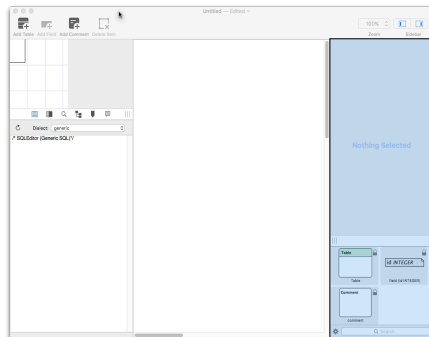 Untitled — Edited
Add Table Add Field Add Comment Delete Item
100%
Zoom Sidebar
Dialect: generic
/* SQLEditor (Generic SQL)*/
Nothing Selected
Table
id INTEGER
Table
field (id INTEGER)
Comment
comment
Search